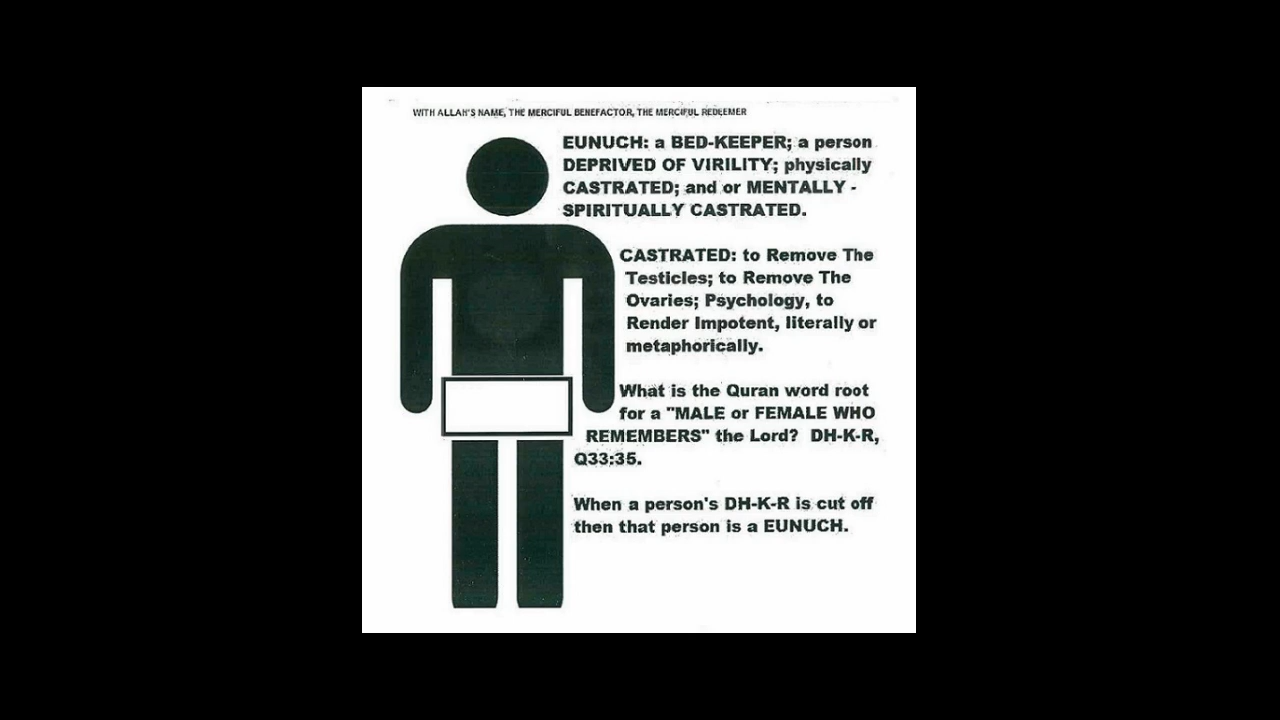 WITH ALLAH'S NAME, THE MERCIFUL BENEFACTOR, THE MERCIFUL REDEEMER
EUNUCH: a BED-KEEPER; a person
DEPRIVED OF VIRILITY; physically
CASTRATED; and or MENTALLY -
SPIRITUALLY CASTRATED.
CASTRATED: to Remove The
Testicles; to Remove The
Ovaries; Psychology, to
Render Impotent, literally or
metaphorically.
What is the Quran word root
for a "MALE or FEMALE WHO
REMEMBERS" the Lord? DH-K-R,
Q33:35.
When a person's DH-K-R is cut off
then that person is a EUNUCH.